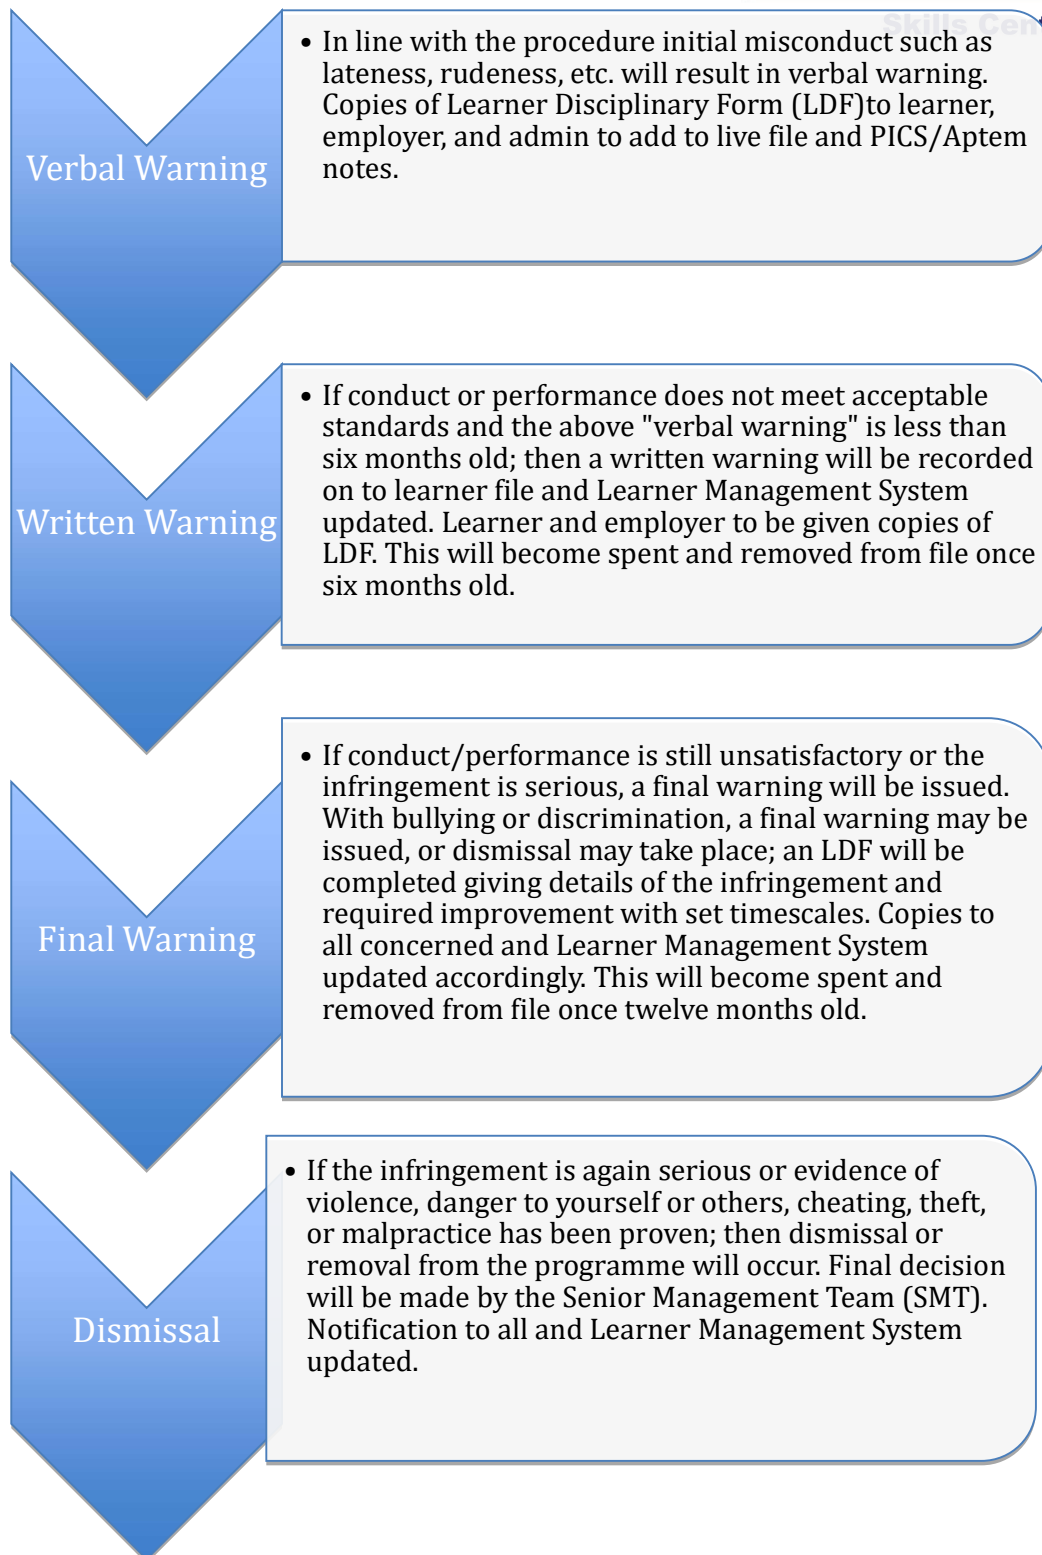 Skills Cent
• In line with the procedure initial misconduct such as
lateness, rudeness, etc. will result in verbal warning.
Copies of Learner Disciplinary Form (LDF)to learner,
employer, and admin to add to live file and PICS/Aptem
notes.
Verbal Warning
• If conduct or performance does not meet acceptable
standards and the above "verbal warning" is less than
six months old; then a written warning will be recorded
on to learner file and Learner Management System
updated. Learner and employer to be given copies of
LDF. This will become spent and removed from file once
six months old.
Written Warning
• If conduct/performance is still unsatisfactory or the
infringement is serious, a final warning will be issued.
With bullying or discrimination, a final warning may be
issued, or dismissal may take place; an LDF will be
completed giving details of the infringement and
required improvement with set timescales. Copies to
all concerned and Learner Management System
updated accordingly. This will become spent and
removed from file once twelve months old.
Final Warning
• If the infringement is again serious or evidence of
violence, danger to yourself or others, cheating, theft,
or malpractice has been proven; then dismissal or
removal from the programme will occur. Final decision
will be made by the Senior Management Team (SMT).
Notification to all and Learner Management System
updated.
Dismissal